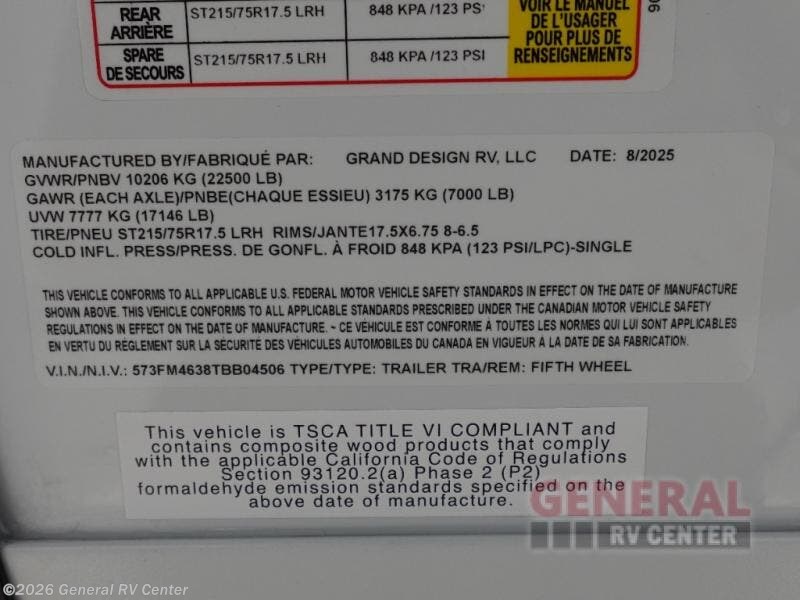 REAR ST215/75R17.5 LRH 848 KPA /123 PSI
ARRIÈRE
SPARE ST215/75R17.5 LRH 848 KPA /123 PSI
DE SECOURS
VOIR LE MANUEL
DE L'USAGER
POUR PLUS DE
RENSEIGNEMENTS
MANUFACTURED BY/FABRIQUÉ PAR: GRAND DESIGN RV, LLC DATE: 8/2025
GVWR/PNBV 10206 KG (22500 LB)
GAWR (EACH AXLE)/PNBE(CHAQUE ESSIEU) 3175 KG (7000 LB)
UVW 7777 KG (17146 LB)
TIRE/PNEU ST215/75R17.5 LRH RIMS/JANTE17.5X6.75 8-6.5
COLD INFL. PRESS/PRESS. DE GONFL. À FROID 848 KPA (123 PSI/LPC)-SINGLE
THIS VEHICLE CONFORMS TO ALL APPLICABLE U.S. FEDERAL MOTOR VEHICLE SAFETY STANDARDS IN EFFECT ON THE DATE OF MANUFACTURE
SHOWN ABOVE. THIS VEHICLE CONFORMS TO ALL APPLICABLE STANDARDS PRESCRIBED UNDER THE CANADIAN MOTOR VEHICLE SAFETY
REGULATIONS IN EFFECT ON THE DATE OF MANUFACTURE. - CE VÉHICULE EST CONFORME À TOUTES LES NORMES QUI LUI SONT APPLICABLES
EN VERTU DU RÈGLEMENT SUR LA SÉCURITÉ DES VÉHICULES AUTOMOBILES DU CANADA EN VIGUEUR À LA DATE DE SA FABRICATION.
V.I.N./N.I.V.: 573FM4638TBB04506 TYPE/TYPE: TRAILER TRA/REM: FIFTH WHEEL
This vehicle is TSCA TITLE VI COMPLIANT and
contains composite wood products that comply
with the applicable California Code of Regulations
Section 93120.2(a) Phase 2 (P2)
formaldehyde emission standards specified on the
above date of manufacture.
GENERAL
RV CENTER
©2026 General RV Center